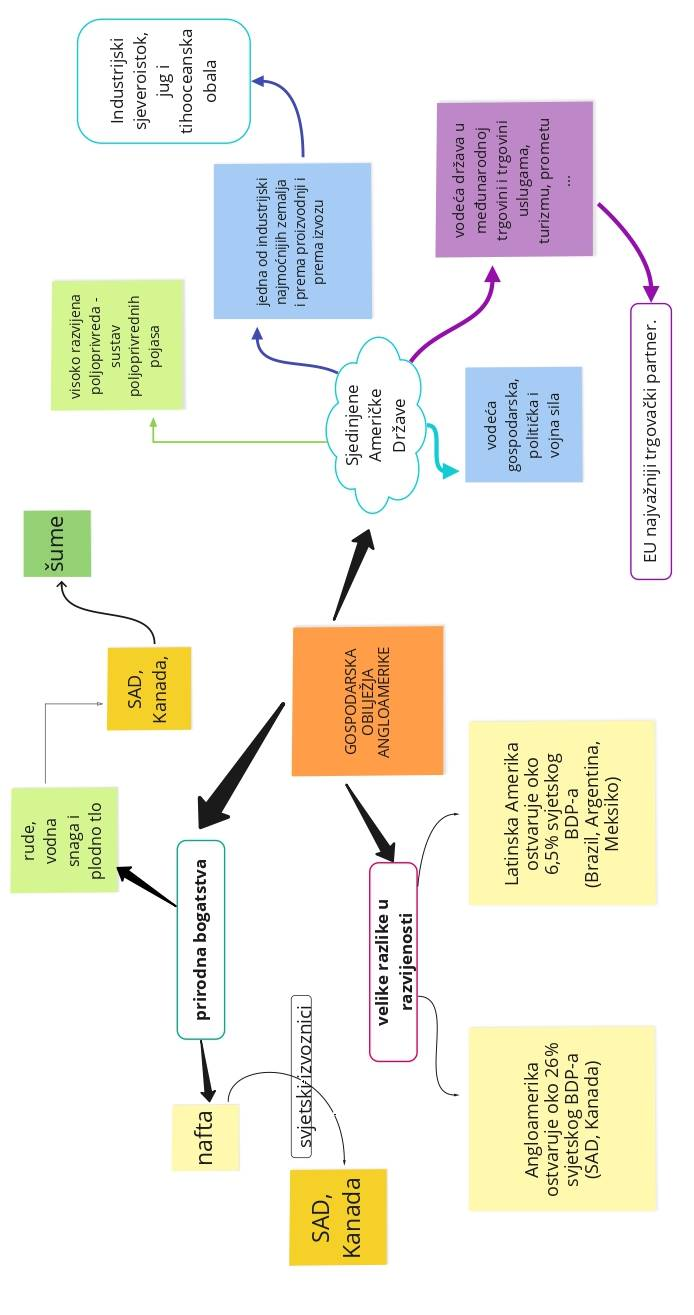 rude,
vodna
snaga i
plodno tlo
šume
visoko razvijena
poljoprivreda -
sustav
poljoprivrednih
pojasa
Industrijski
sjeveroistok,
jug i
tihooceanska
obala
SAD,
Kanada,
nafta
prirodna bogatstva
jedna od industrijski
najmoćnijih zemalja
i prema proizvodnji i
prema izvozu
svjetski izvoznici
SAD,
Kanada
GOSPODARSKA
OBILJEŽJA
ANGLOAMERIKE
Sjedinjene
Američke
Države
velike razlike u
razvijenosti
vodeća država u
međunarodnoj
trgovini i trgovini
uslugama,
turizmu, prometu
...
Angloamerika
ostvaruje oko 26%
svjetskog BDP-a
(SAD, Kanada)
Latinska Amerika
ostvaruje oko
6,5% svjetskog
BDP-a
(Brazil, Argentina,
Meksiko)
vodeća
gospodarska,
politička i
vojna sila
EU najvažniji trgovački partner.